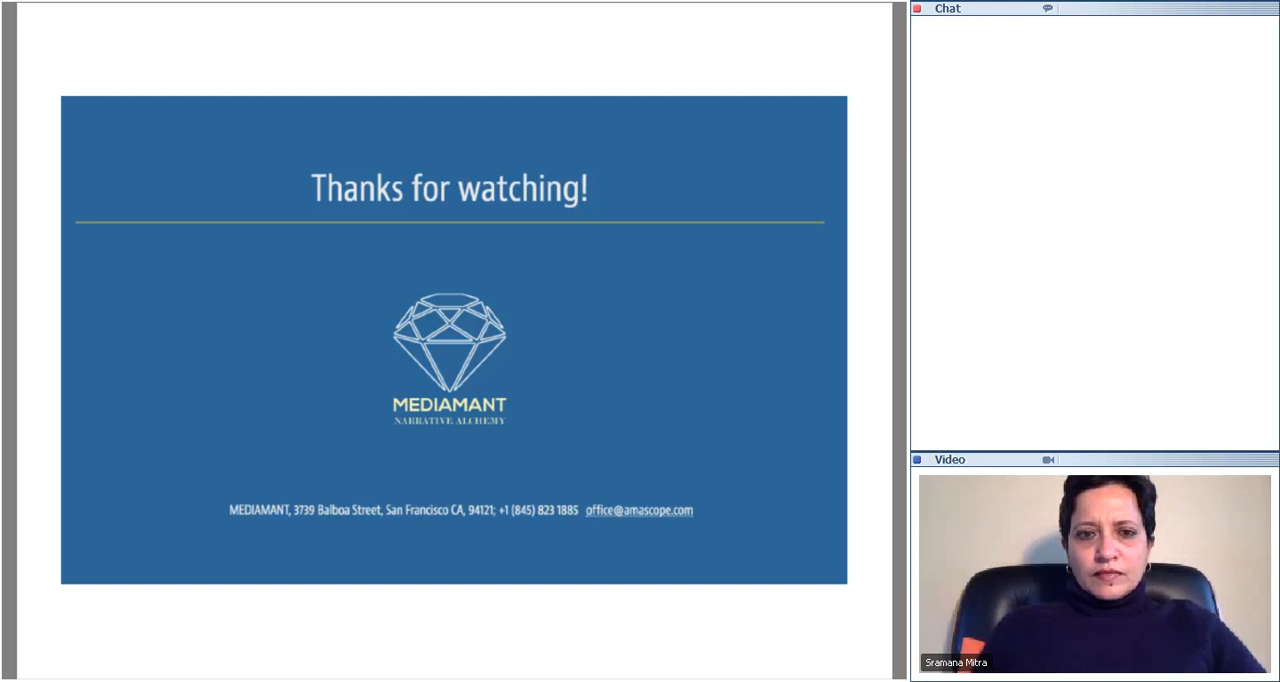 Thanks for watching!
MEDIAMANT
NARRATIVE ALCHEMY
MEDIAMANT, 3739 Balboa Street, San Francisco CA, 94121; +1 (845) 823 1885 office@amascope.com
Chat
Video
Sramana Mitra